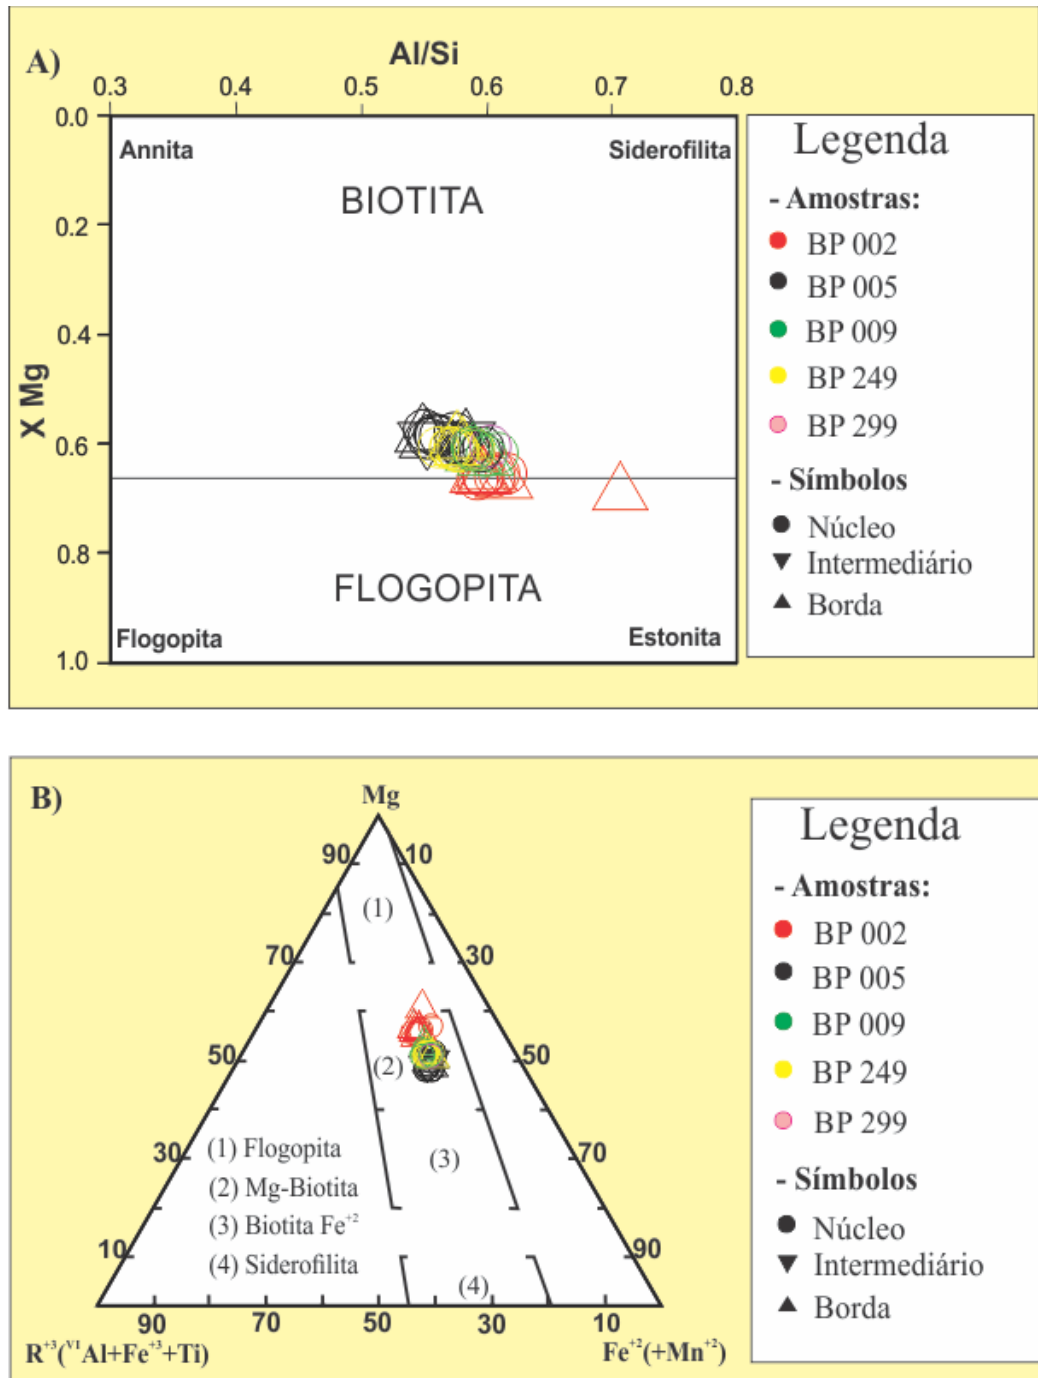 A)
Al/Si
0.3 0.4 0.5 0.6 0.7 0.8
0.0
0.2
0.4
0.6
0.8
1.0
X Mg
Annita
Siderofilita
BIOTITA
FLOGOPITA
Flogopita
Estonita
Legenda
- Amostras:
BP 002
BP 005
BP 009
BP 249
BP 299
- Símbolos
Núcleo
Intermediário
Borda
B)
Mg
90 10
(1)
70 30
50 50
(2)
30 70
(3)
(1) Flogopita
(2) Mg-Biotita
(3) Biotita Fe⁺²
(4) Siderofilita
10 90
(4)
90 70 50 30 10
R⁺³(ⱽᴵAl+Fe⁺³+Ti)
Fe⁺²(+Mn⁺²)
Legenda
- Amostras:
BP 002
BP 005
BP 009
BP 249
BP 299
- Símbolos
Núcleo
Intermediário
Borda